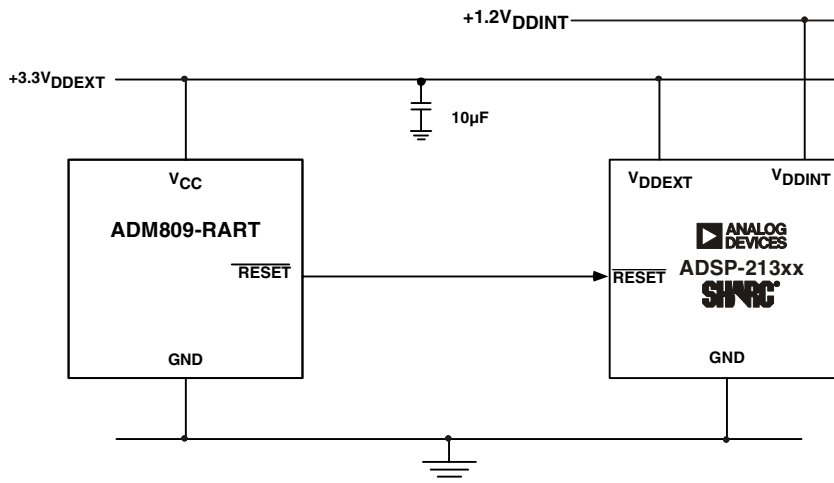 +1.2VDDINT
+3.3VDDEXT
10µF
VCC
VDDEXT
VDDINT
ADM809-RART
ANALOG
DEVICES
RESET
RESET
ADSP-213xx
SHARC®
GND
GND